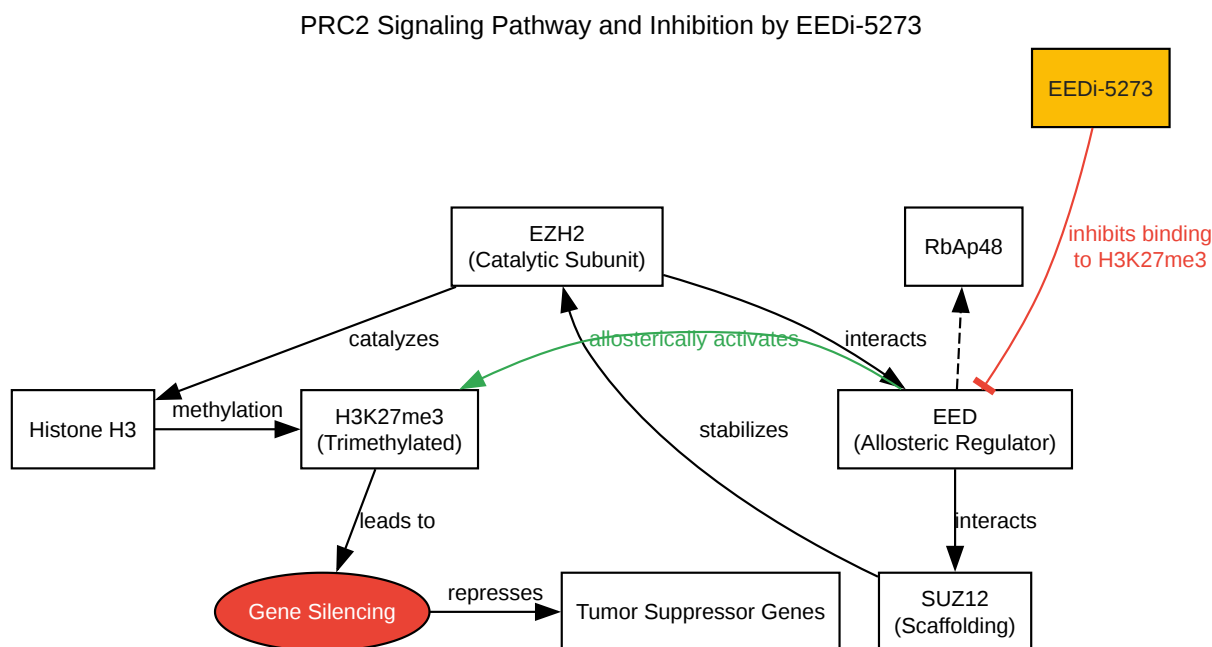 PRC2 Signaling Pathway and Inhibition by EEDi-5273
EEDi-5273
inhibits binding
to H3K27me3
EZH2
(Catalytic Subunit)
RbAp48
catalyzes
allosterically activates
interacts
Histone H3
methylation
H3K27me3
(Trimethylated)
stabilizes
EED
(Allosteric Regulator)
leads to
interacts
Gene Silencing
represses
Tumor Suppressor Genes
SUZ12
(Scaffolding)